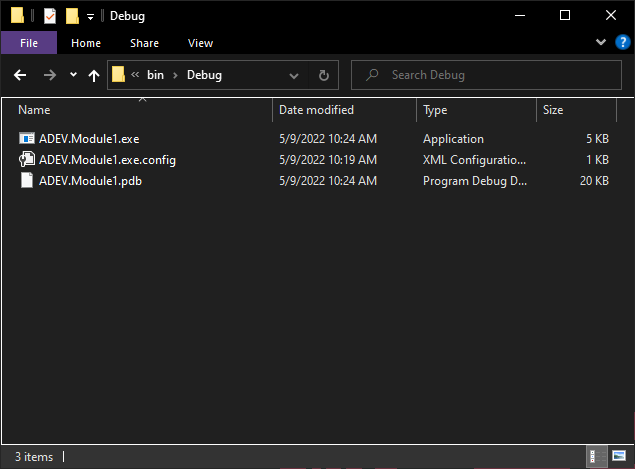 Debug
File Home Share View
bin Debug Search Debug
Name Date modified Type Size
ADEV.Module1.exe 5/9/2022 10:24 AM Application 5 KB
ADEV.Module1.exe.config 5/9/2022 10:19 AM XML Configuratio... 1 KB
ADEV.Module1.pdb 5/9/2022 10:24 AM Program Debug D... 20 KB
3 items